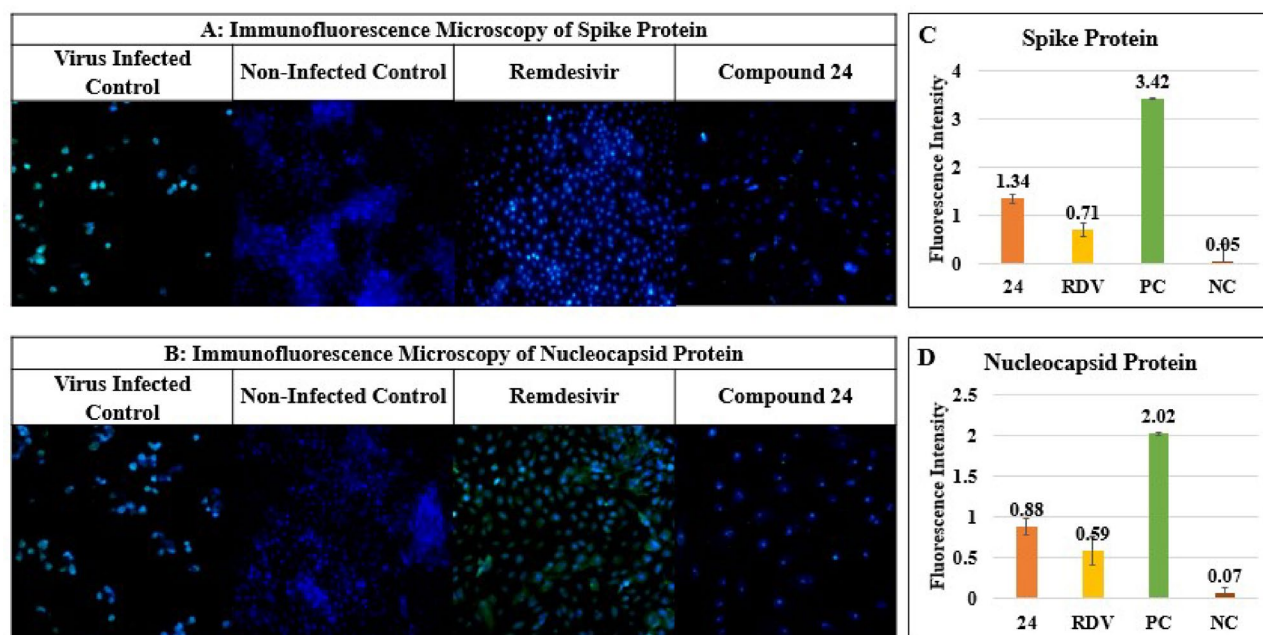 A: Immunofluorescence Microscopy of Spike Protein
Virus Infected
Control
Non-Infected Control
Remdesivir
Compound 24
B: Immunofluorescence Microscopy of Nucleocapsid Protein
Virus Infected
Control
Non-Infected Control
Remdesivir
Compound 24
C
Spike Protein
Fluorescence Intensity
4
3
2
1
0
1.34
0.71
3.42
0.05
24
RDV
PC
NC
D
Nucleocapsid Protein
Fluorescence Intensity
2.5
2
1.5
1
0.5
0
0.88
0.59
2.02
0.07
24
RDV
PC
NC